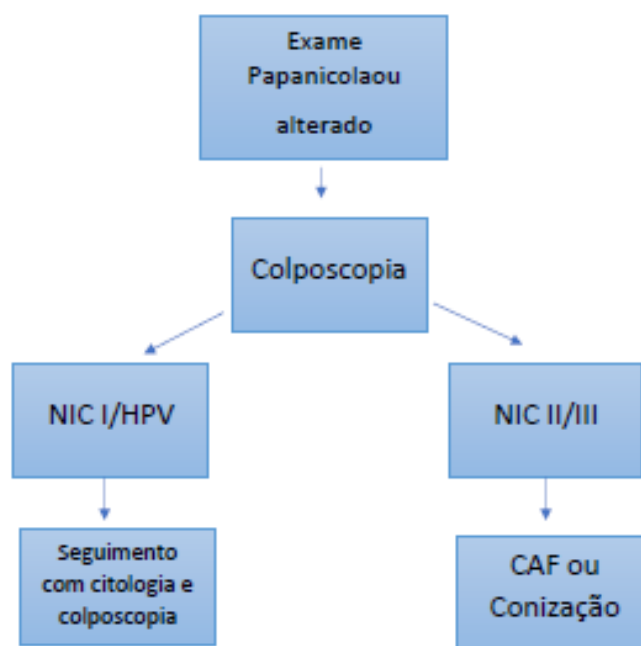 Exame
Papanicolaou
alterado
Colposcopia
NIC I/HPV
NIC II/III
Seguimento
com citologia e
colposcopia
CAF ou
Conização